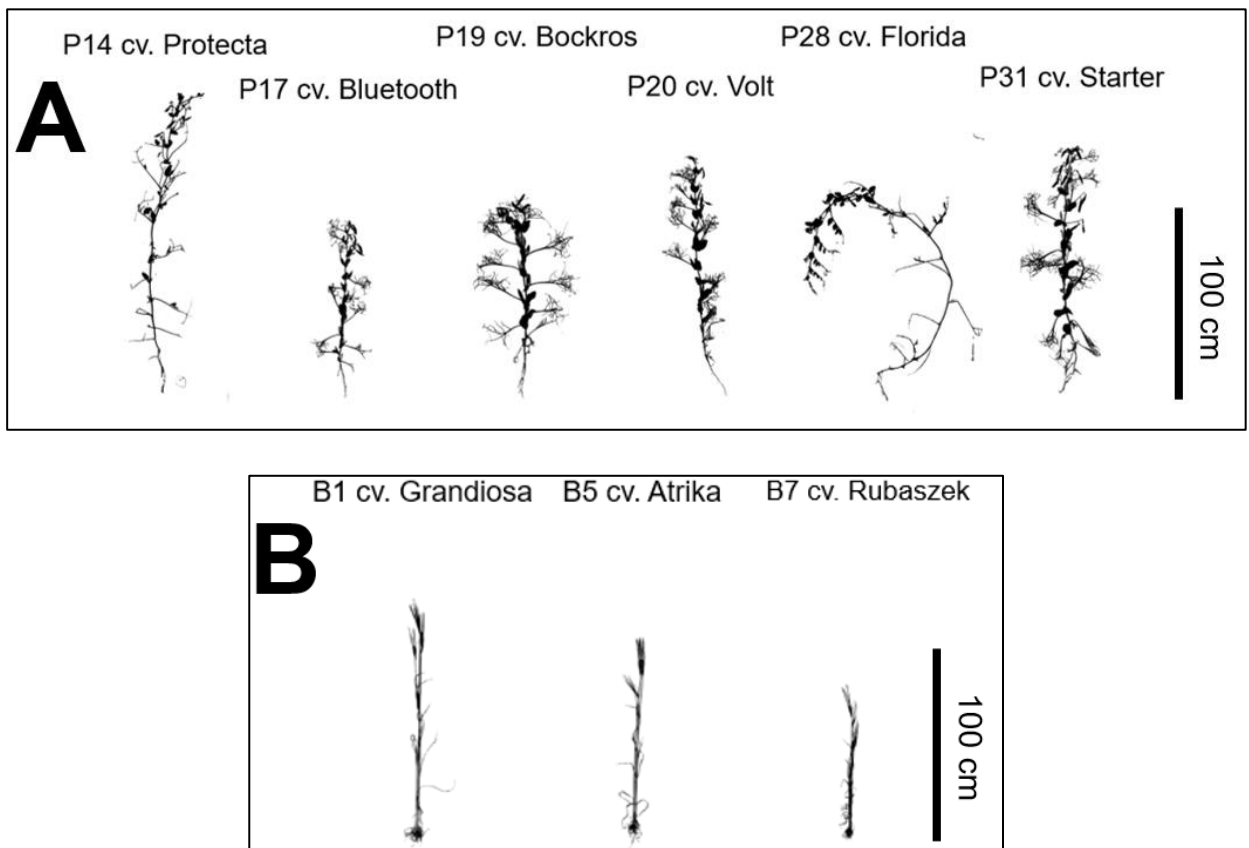 P14 cv. Protecta
P19 cv. Bockros
P28 cv. Florida
P17 cv. Bluetooth
P20 cv. Volt
P31 cv. Starter
A
100 cm
B1 cv. Grandiosa
B5 cv. Atrika
B7 cv. Rubaszek
B
100 cm